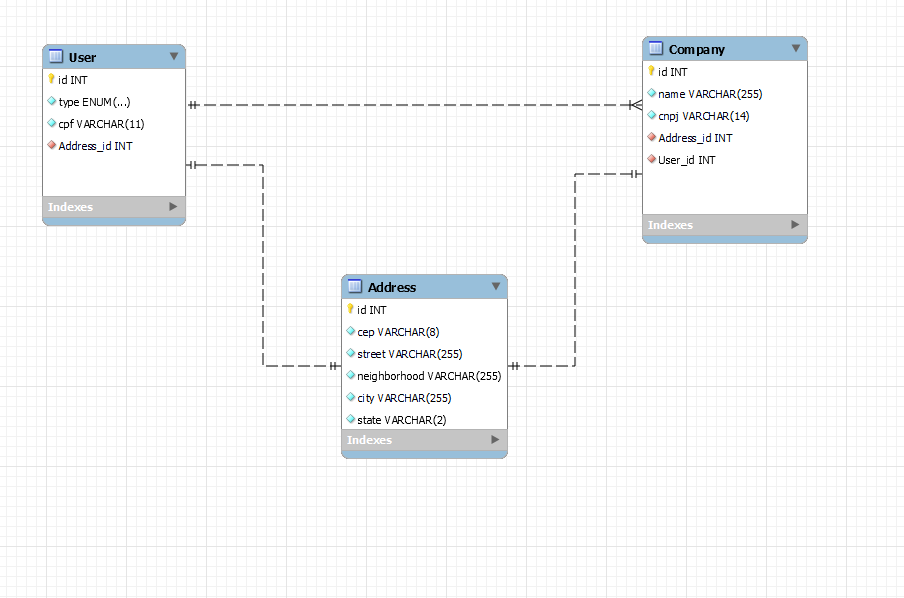 User
id INT
type ENUM(...)
cpf VARCHAR(11)
Address_id INT
Indexes
Company
id INT
name VARCHAR(255)
cnpj VARCHAR(14)
Address_id INT
User_id INT
Indexes
Address
id INT
cep VARCHAR(8)
street VARCHAR(255)
neighborhood VARCHAR(255)
city VARCHAR(255)
state VARCHAR(2)
Indexes